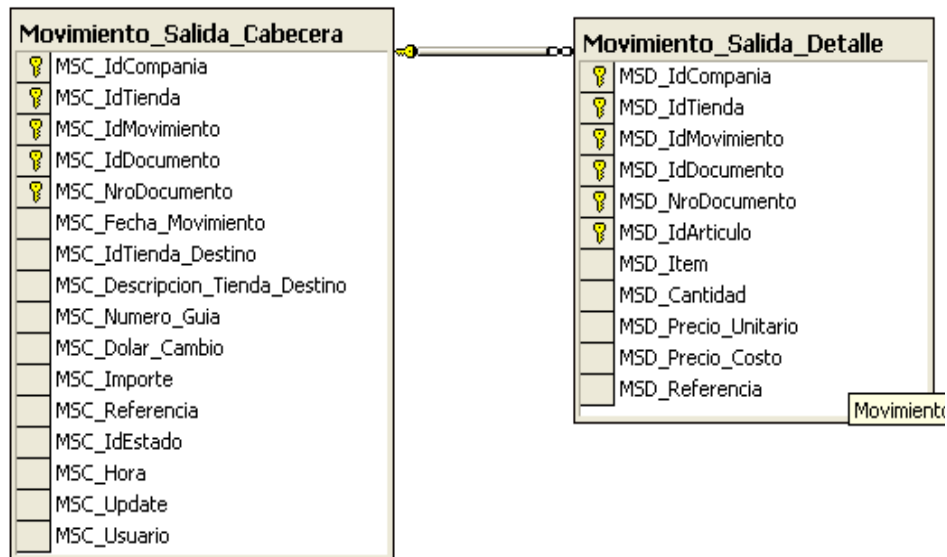 Movimiento_Salida_Cabecera
MSC_IdCompania
MSC_IdTienda
MSC_IdMovimiento
MSC_IdDocumento
MSC_NroDocumento
MSC_Fecha_Movimiento
MSC_IdTienda_Destino
MSC_Descripcion_Tienda_Destino
MSC_Numero_Guia
MSC_Dolar_Cambio
MSC_Importe
MSC_Referencia
MSC_IdEstado
MSC_Hora
MSC_Update
MSC_Usuario
Movimiento_Salida_Detalle
MSD_IdCompania
MSD_IdTienda
MSD_IdMovimiento
MSD_IdDocumento
MSD_NroDocumento
MSD_IdArticulo
MSD_Item
MSD_Cantidad
MSD_Precio_Unitario
MSD_Precio_Costo
MSD_Referencia
Movimiento